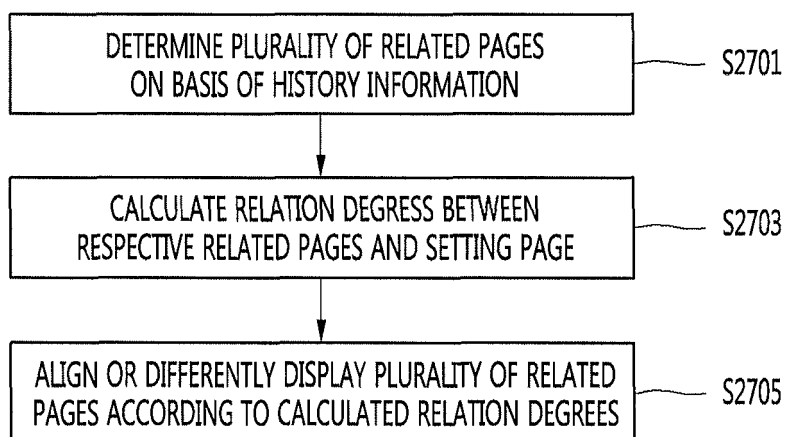 DETERMINE PLURALITY OF RELATED PAGES
ON BASIS OF HISTORY INFORMATION
S2701
CALCULATE RELATION DEGRESS BETWEEN
RESPECTIVE RELATED PAGES AND SETTING PAGE
S2703
ALIGN OR DIFFERENTLY DISPLAY PLURALITY OF RELATED
PAGES ACCORDING TO CALCULATED RELATION DEGREES
S2705